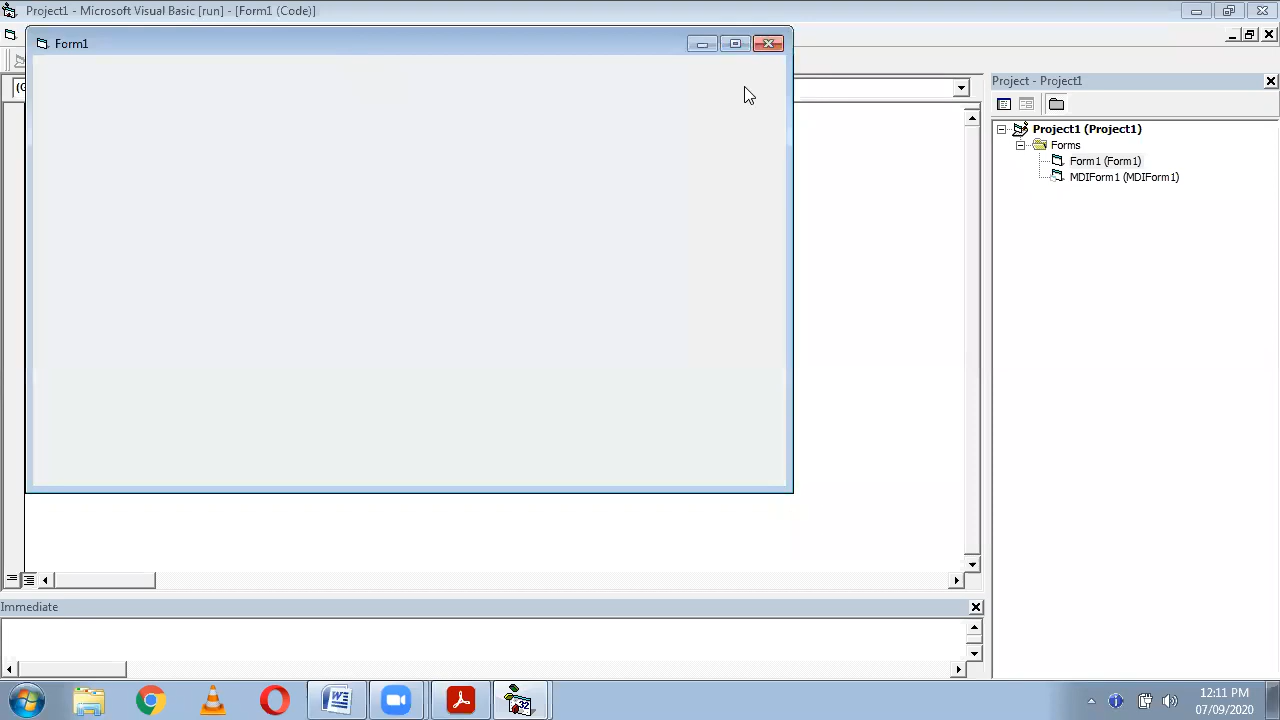 Project1 - Microsoft Visual Basic [run] - [Form1 (Code)]
Form1
Project - Project1
Project1 (Project1)
Forms
Form1 (Form1)
MDIForm1 (MDIForm1)
Immediate
32
12:11 PM
07/09/2020